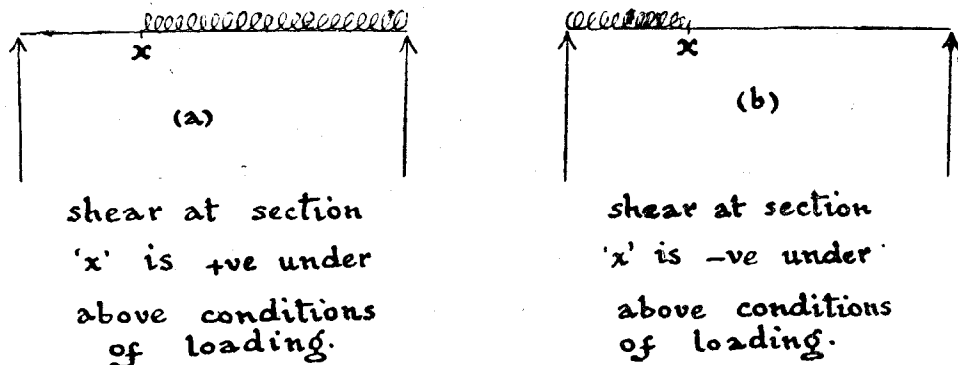 x
(a)
shear at section
'x' is +ve under
above conditions
of loading.
x
(b)
shear at section
'x' is -ve under
above conditions
of loading.